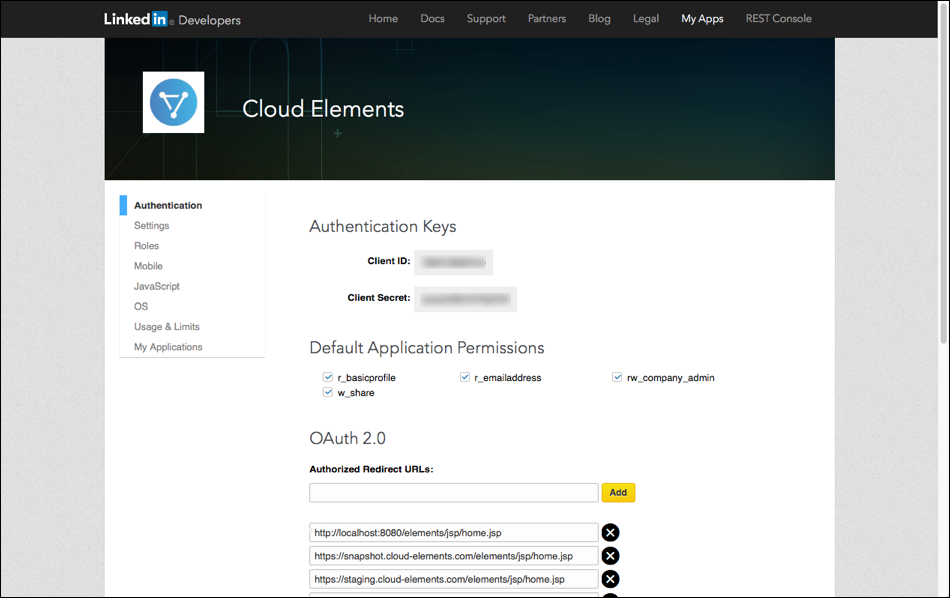 Linked in® Developers
Home Docs Support Partners Blog Legal My Apps REST Console
Cloud Elements
Authentication
Settings
Roles
Mobile
JavaScript
OS
Usage & Limits
My Applications
Authentication Keys
Client ID:
Client Secret:
Default Application Permissions
r_basicprofile r_emailaddress rw_company_admin
w_share
OAuth 2.0
Authorized Redirect URLs:
Add
http://localhost:8080/elements/jsp/home.jsp
https://snapshot.cloud-elements.com/elements/jsp/home.jsp
https://staging.cloud-elements.com/elements/jsp/home.jsp